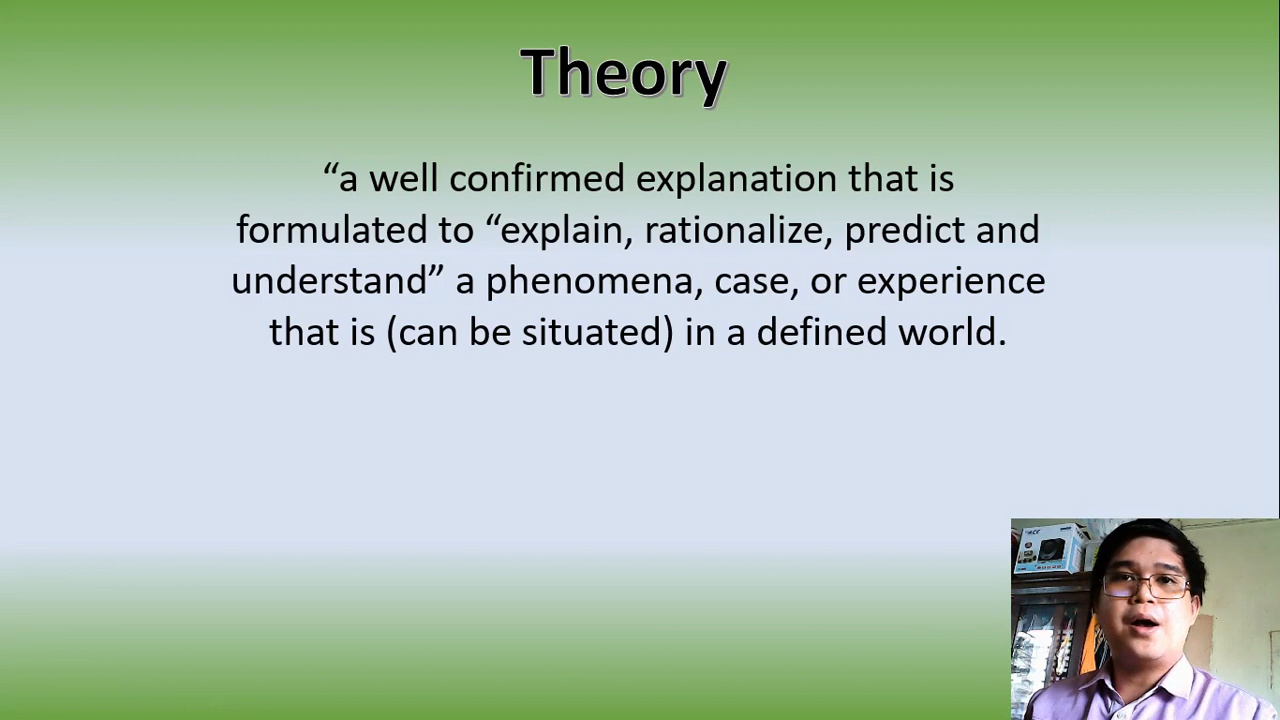 Theory
“a well confirmed explanation that is
formulated to “explain, rationalize, predict and
understand” a phenomena, case, or experience
that is (can be situated) in a defined world.